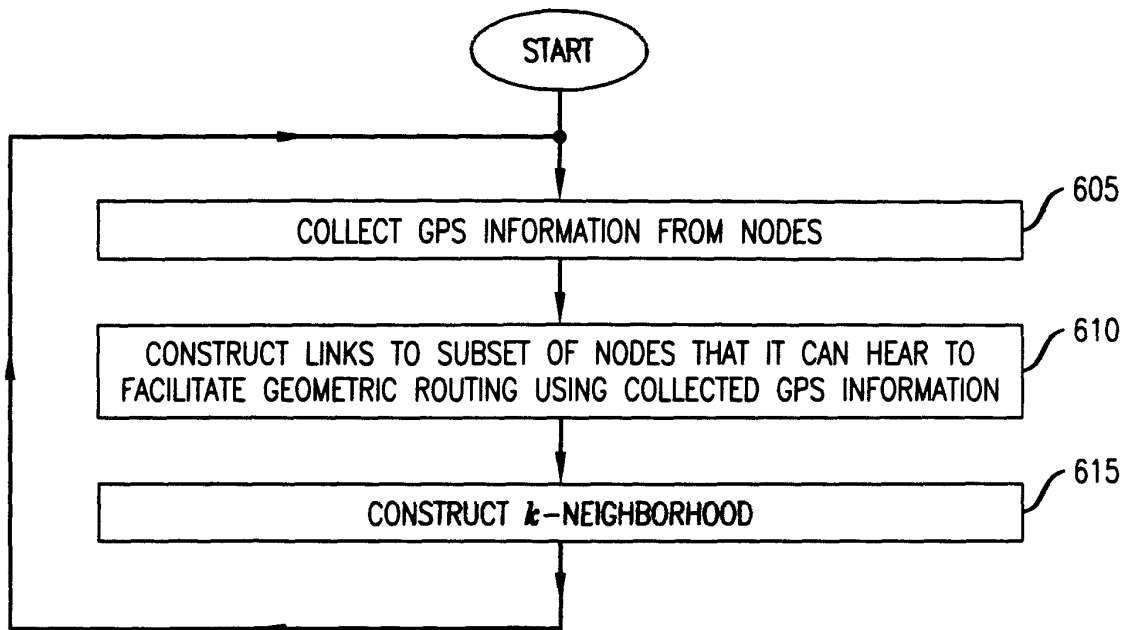 START
605
COLLECT GPS INFORMATION FROM NODES
610
CONSTRUCT LINKS TO SUBSET OF NODES THAT IT CAN HEAR TO
FACILITATE GEOMETRIC ROUTING USING COLLECTED GPS INFORMATION
615
CONSTRUCT k-NEIGHBORHOOD